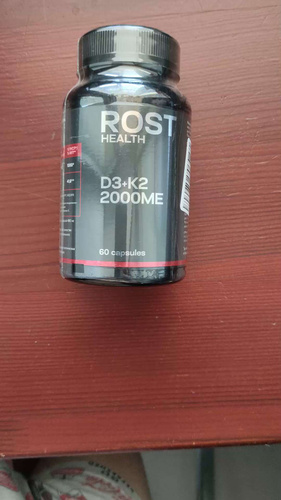 ROST
HEALTH
D3+K2
2000ME
60 capsules